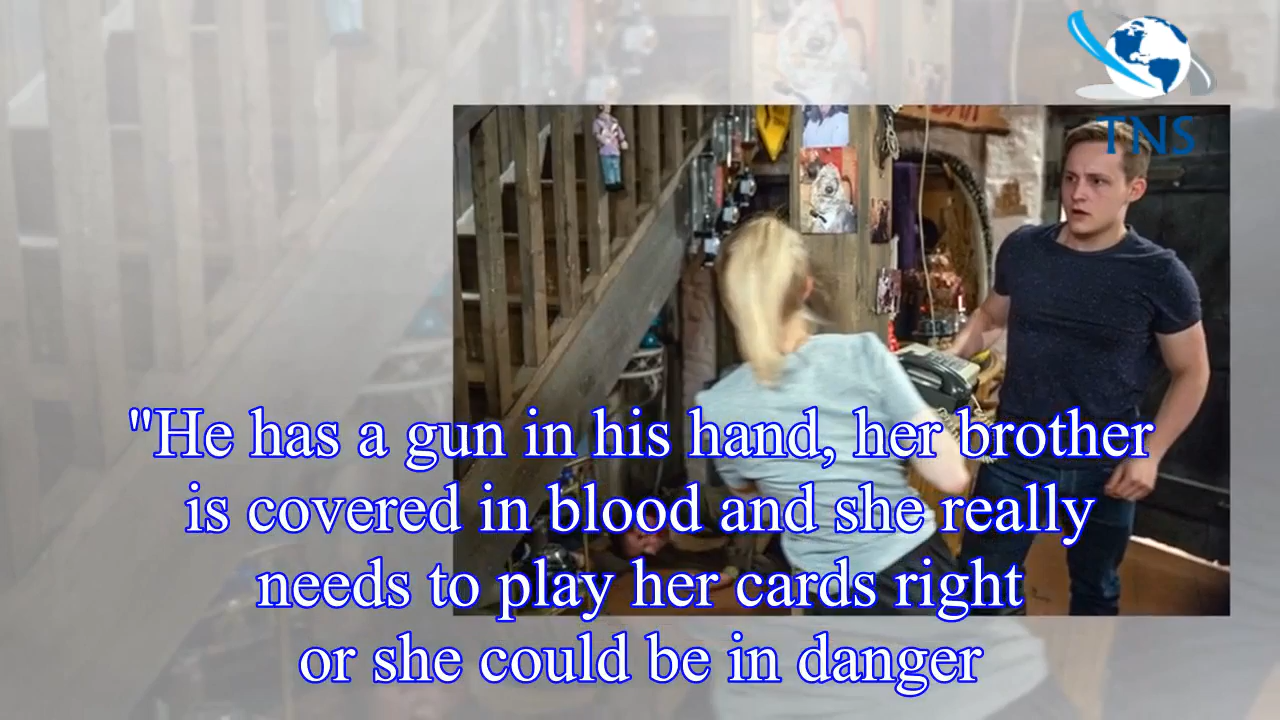 TNS
"He has a gun in his hand, her brother
is covered in blood and she really
needs to play her cards right
or she could be in danger